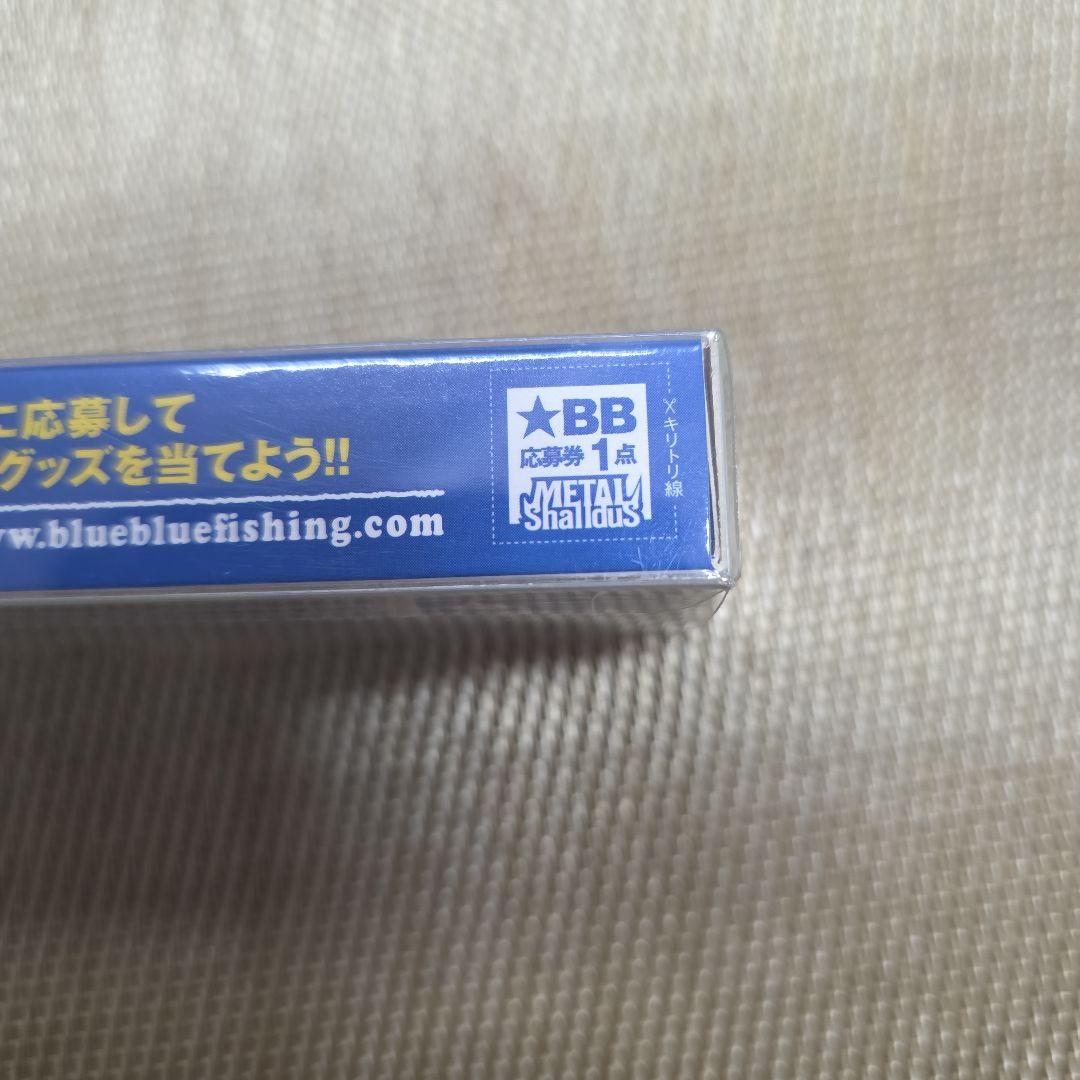 に応募して
グッズを当てよう!!
w.bluebluefishing.com
★BB
応募券1点
METAL
Shalldus
キリトリ線